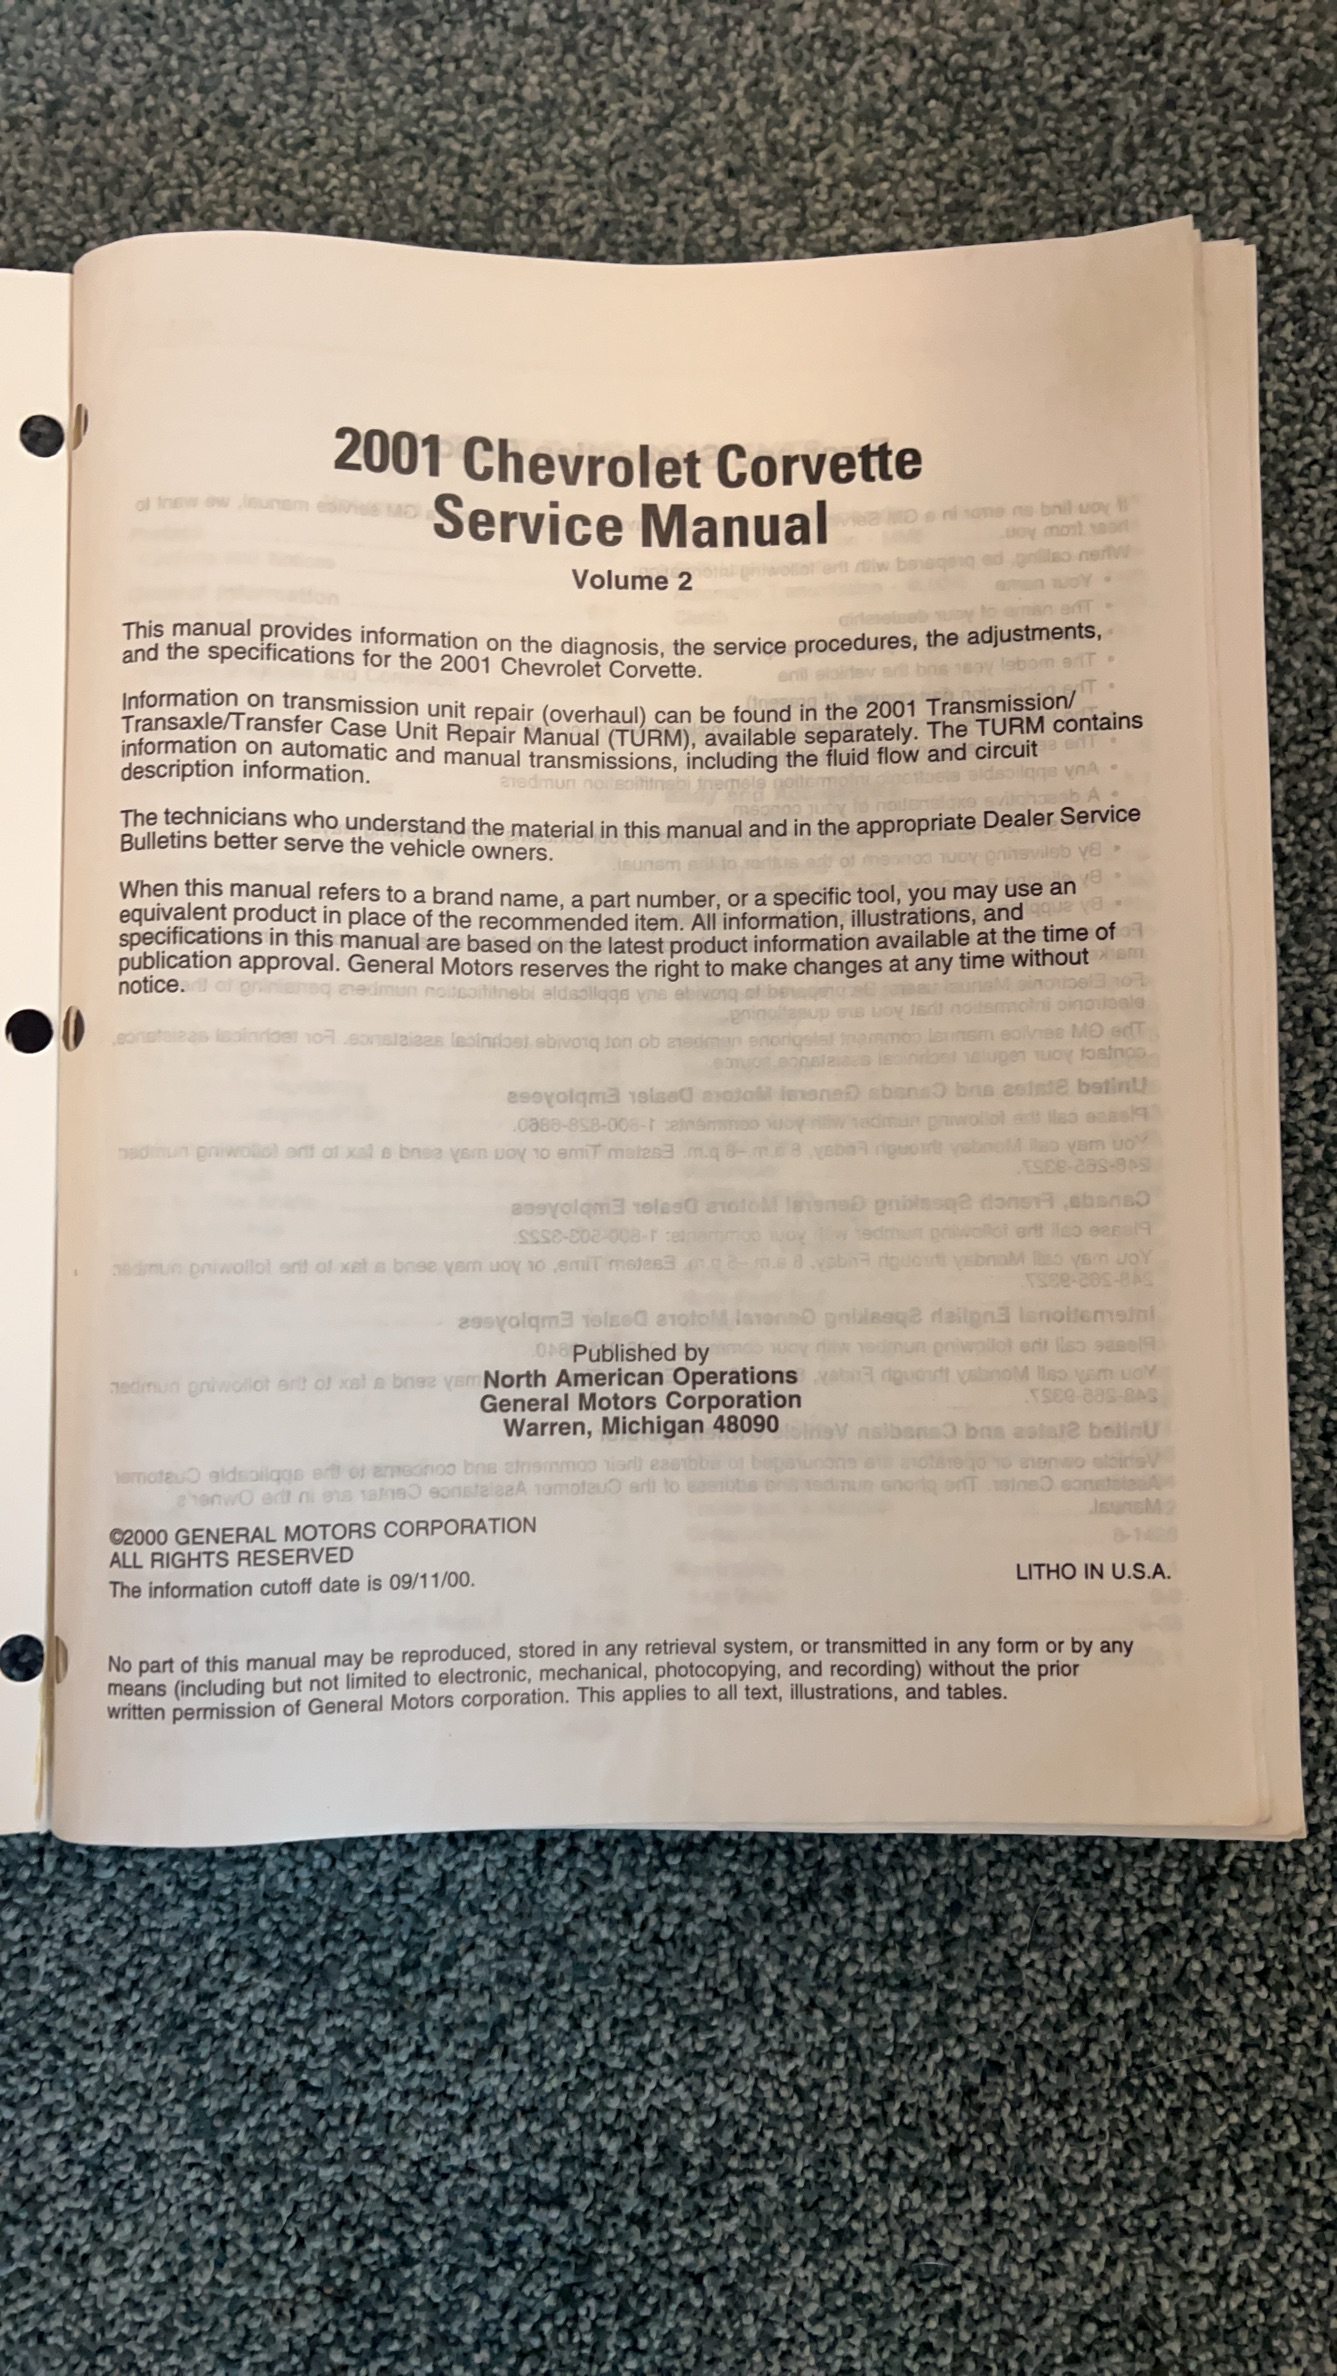 2001 Chevrolet Corvette
Service Manual
Volume 2
This manual provides information on the diagnosis, the service procedures, the adjustments,
and the specifications for the 2001 Chevrolet Corvette.
Information on transmission unit repair (overhaul) can be found in the 2001 Transmission/
Transaxle/Transfer Case Unit Repair Manual (TURM), available separately. The TURM contains
information on automatic and manual transmissions, including the fluid flow and circuit
description information.
The technicians who understand the material in this manual and in the appropriate Dealer Service
Bulletins better serve the vehicle owners.
When this manual refers to a brand name, a part number, or a specific tool, you may use an
equivalent product in place of the recommended item. All information, illustrations, and
specifications in this manual are based on the latest product information available at the time of
publication approval. General Motors reserves the right to make changes at any time without
notice.
Published by
North American Operations
General Motors Corporation
Warren, Michigan 48090
©2000 GENERAL MOTORS CORPORATION
ALL RIGHTS RESERVED
The information cutoff date is 09/11/00.
LITHO IN U.S.A.
No part of this manual may be reproduced, stored in any retrieval system, or transmitted in any form or by any
means (including but not limited to electronic, mechanical, photocopying, and recording) without the prior
written permission of General Motors corporation. This applies to all text, illustrations, and tables.